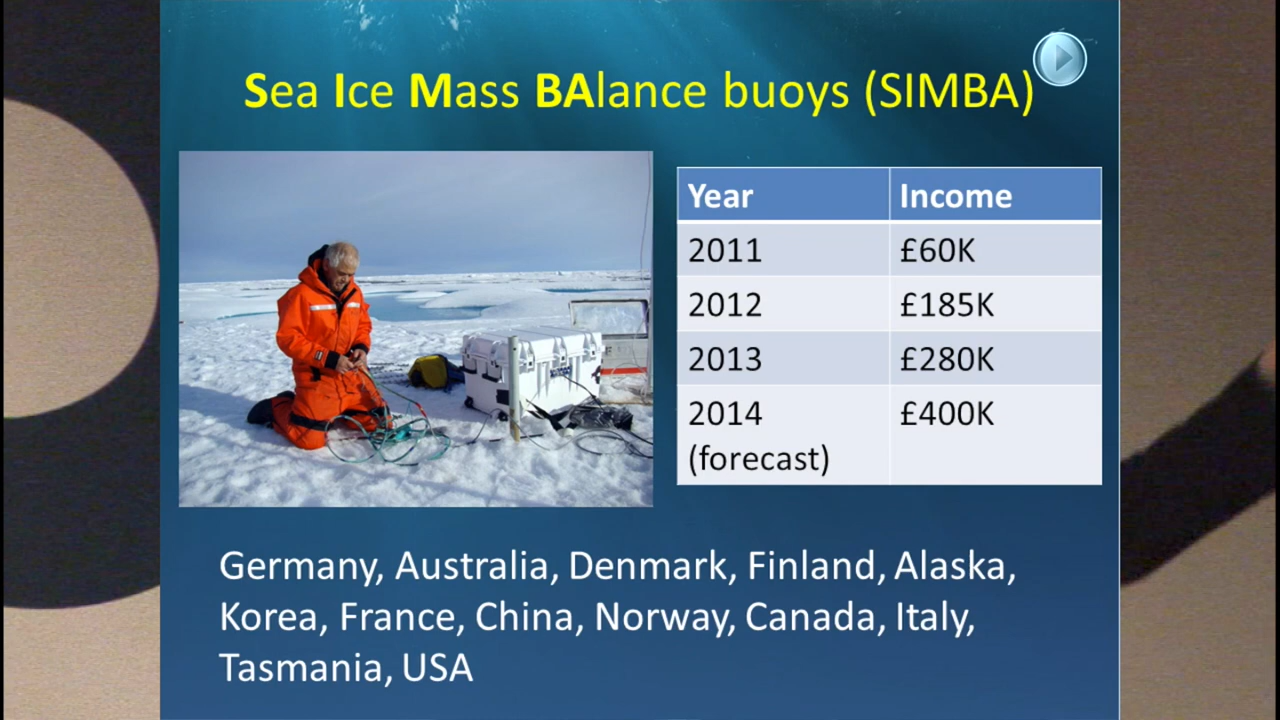 Sea Ice Mass BAlance buoys (SIMBA)
Year Income
2011 £60K
2012 £185K
2013 £280K
2014 £400K
(forecast)
Germany, Australia, Denmark, Finland, Alaska,
Korea, France, China, Norway, Canada, Italy,
Tasmania, USA